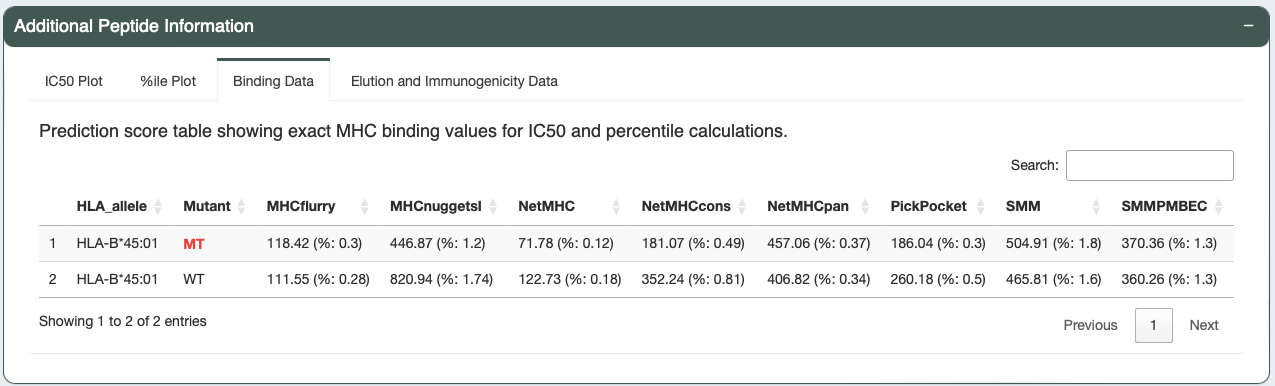 Additional Peptide Information −
IC50 Plot %ile Plot Binding Data Elution and Immunogenicity Data
Prediction score table showing exact MHC binding values for IC50 and percentile calculations.
Search:
HLA_allele Mutant MHCflurry MHCnuggetsI NetMHC NetMHCcons NetMHCpan PickPocket SMM SMMPMBEC
1 HLA-B*45:01 MT 118.42 (%: 0.3) 446.87 (%: 1.2) 71.78 (%: 0.12) 181.07 (%: 0.49) 457.06 (%: 0.37) 186.04 (%: 0.3) 504.91 (%: 1.8) 370.36 (%: 1.3)
2 HLA-B*45:01 WT 111.55 (%: 0.28) 820.94 (%: 1.74) 122.73 (%: 0.18) 352.24 (%: 0.81) 406.82 (%: 0.34) 260.18 (%: 0.5) 465.81 (%: 1.6) 360.26 (%: 1.3)
Showing 1 to 2 of 2 entries
Previous 1 Next